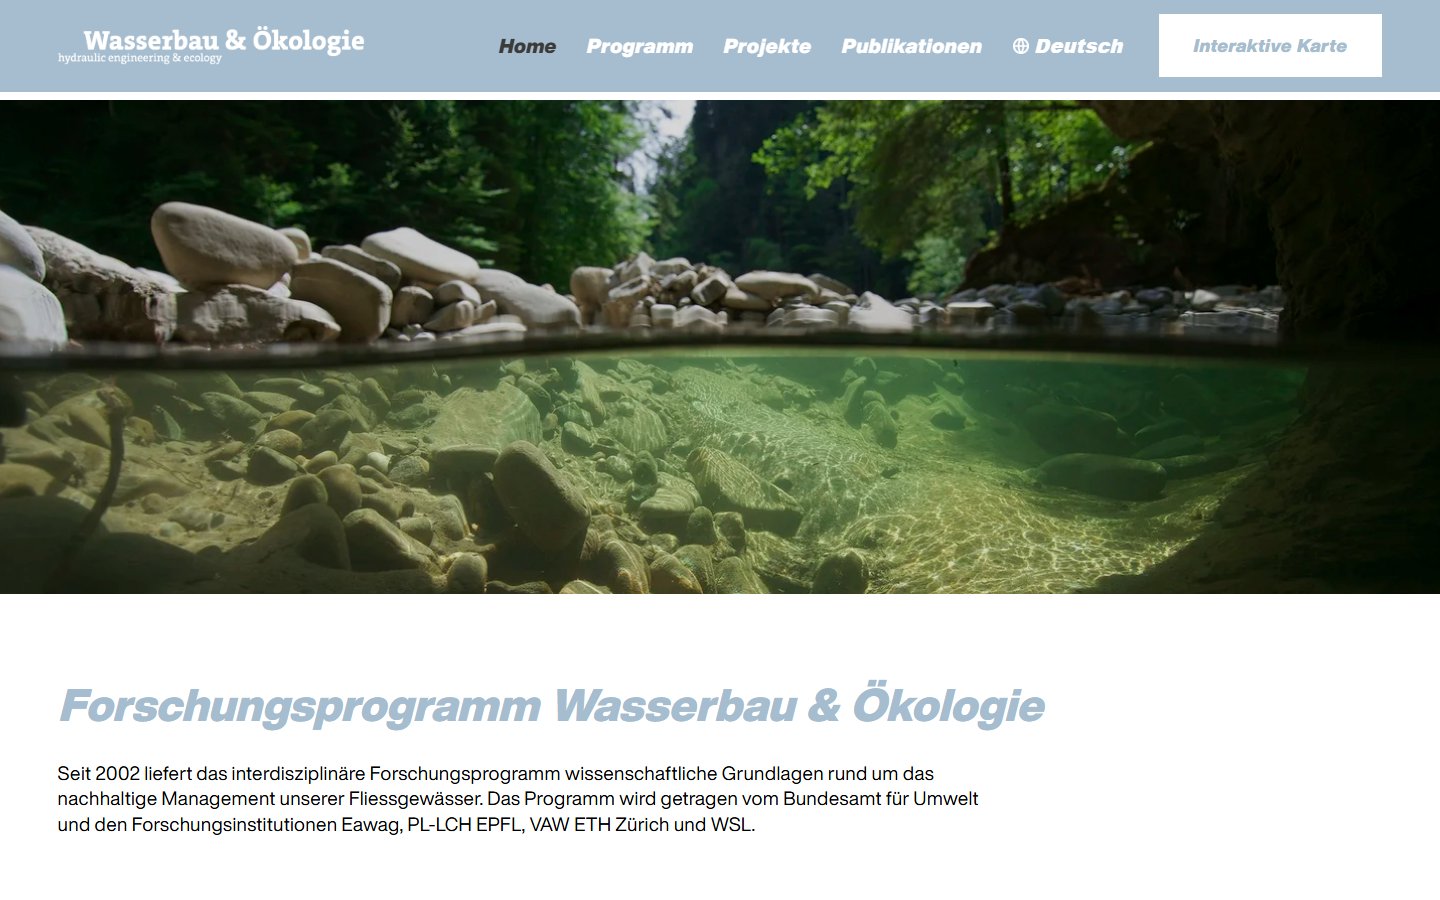 Wasserbau & Ökologie
hydraulic engineering & ecology
Home
Programm
Projekte
Publikationen
Deutsch
Interaktive Karte
Forschungsprogramm Wasserbau & Ökologie
Seit 2002 liefert das interdisziplinäre Forschungsprogramm wissenschaftliche Grundlagen rund um das
nachhaltige Management unserer Fliessgewässer. Das Programm wird getragen vom Bundesamt für Umwelt
und den Forschungsinstitutionen Eawag, PL-LCH EPFL, VAW ETH Zürich und WSL.